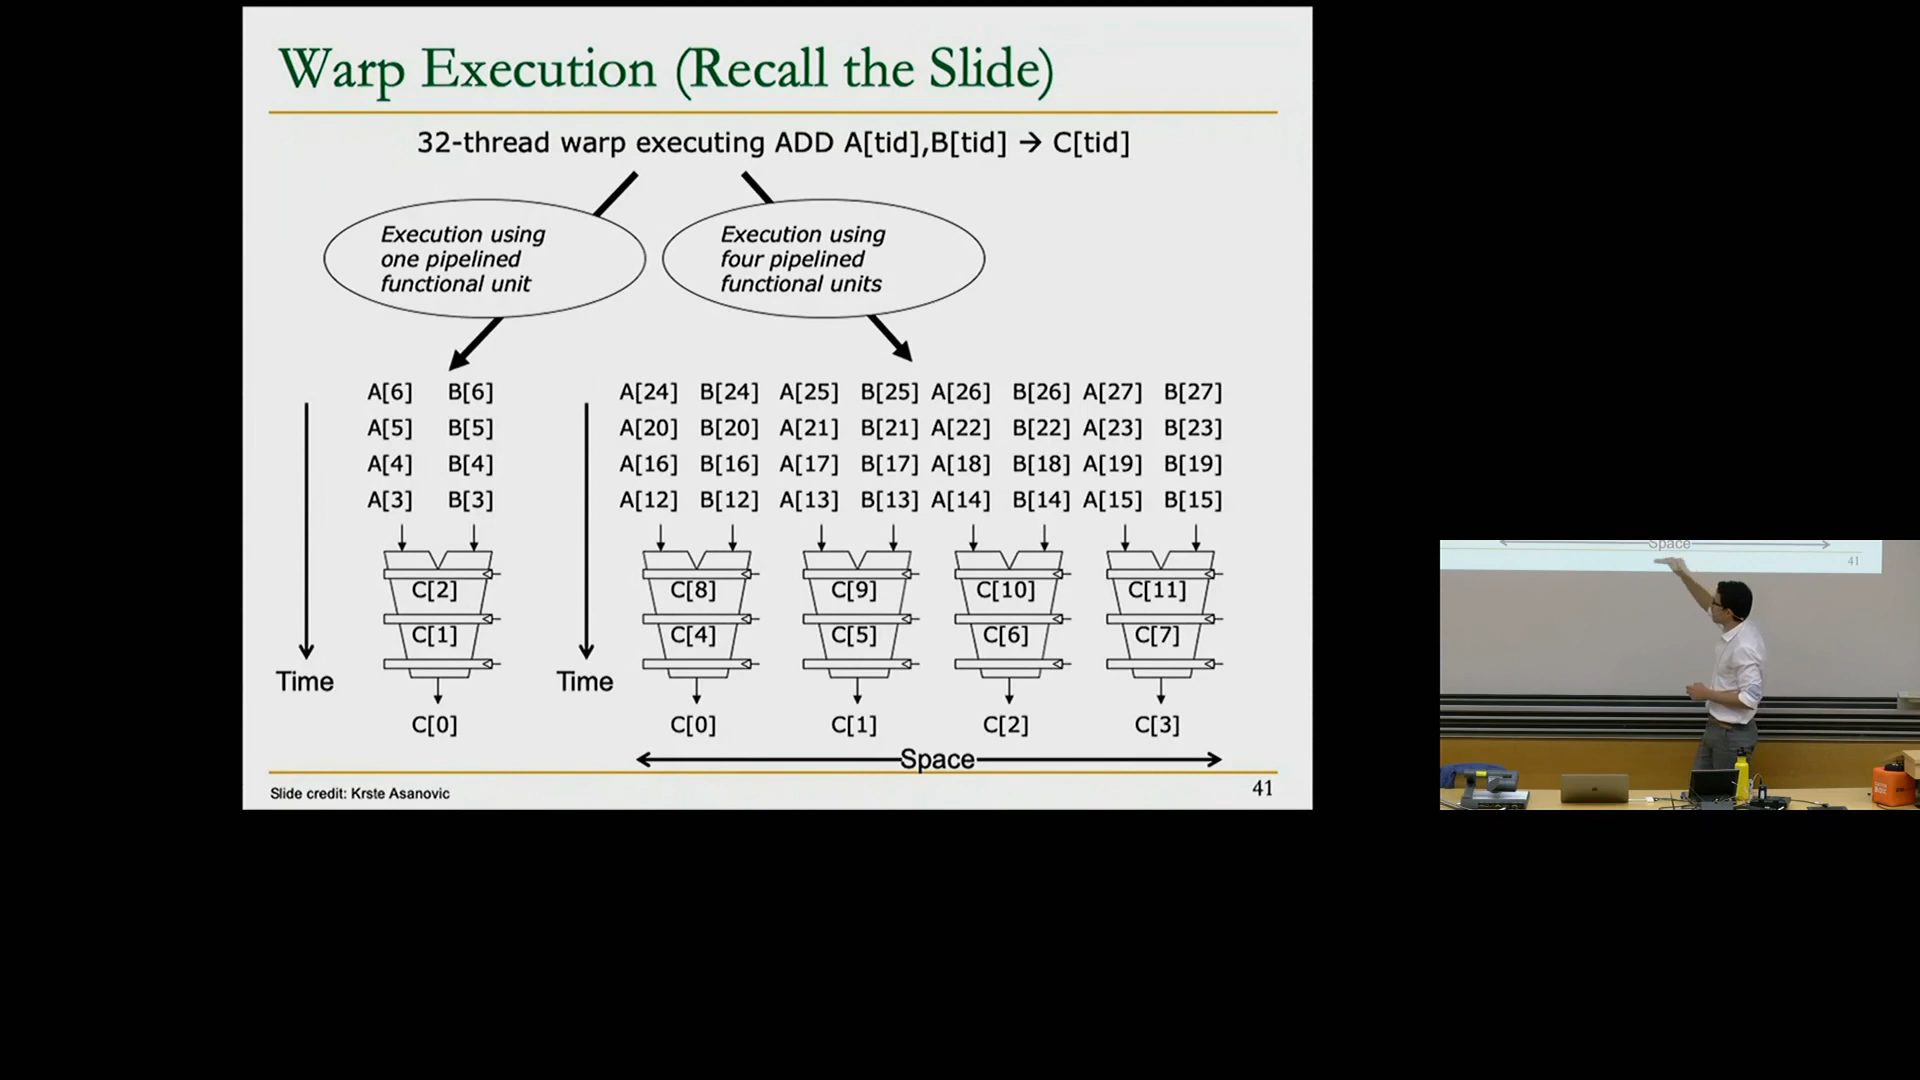 Warp Execution (Recall the Slide)
32-thread warp executing ADD A[tid],B[tid] → C[tid]
Execution using
one pipelined
functional unit
Execution using
four pipelined
functional units
A[6] B[6]
A[5] B[5]
A[4] B[4]
A[3] B[3]
C[2]
C[1]
C[0]
Time
A[24] B[24] A[25] B[25] A[26] B[26] A[27] B[27]
A[20] B[20] A[21] B[21] A[22] B[22] A[23] B[23]
A[16] B[16] A[17] B[17] A[18] B[18] A[19] B[19]
A[12] B[12] A[13] B[13] A[14] B[14] A[15] B[15]
C[8] C[9] C[10] C[11]
C[4] C[5] C[6] C[7]
Time
C[0] C[1] C[2] C[3]
Space
Slide credit: Krste Asanovic
41
Space
41